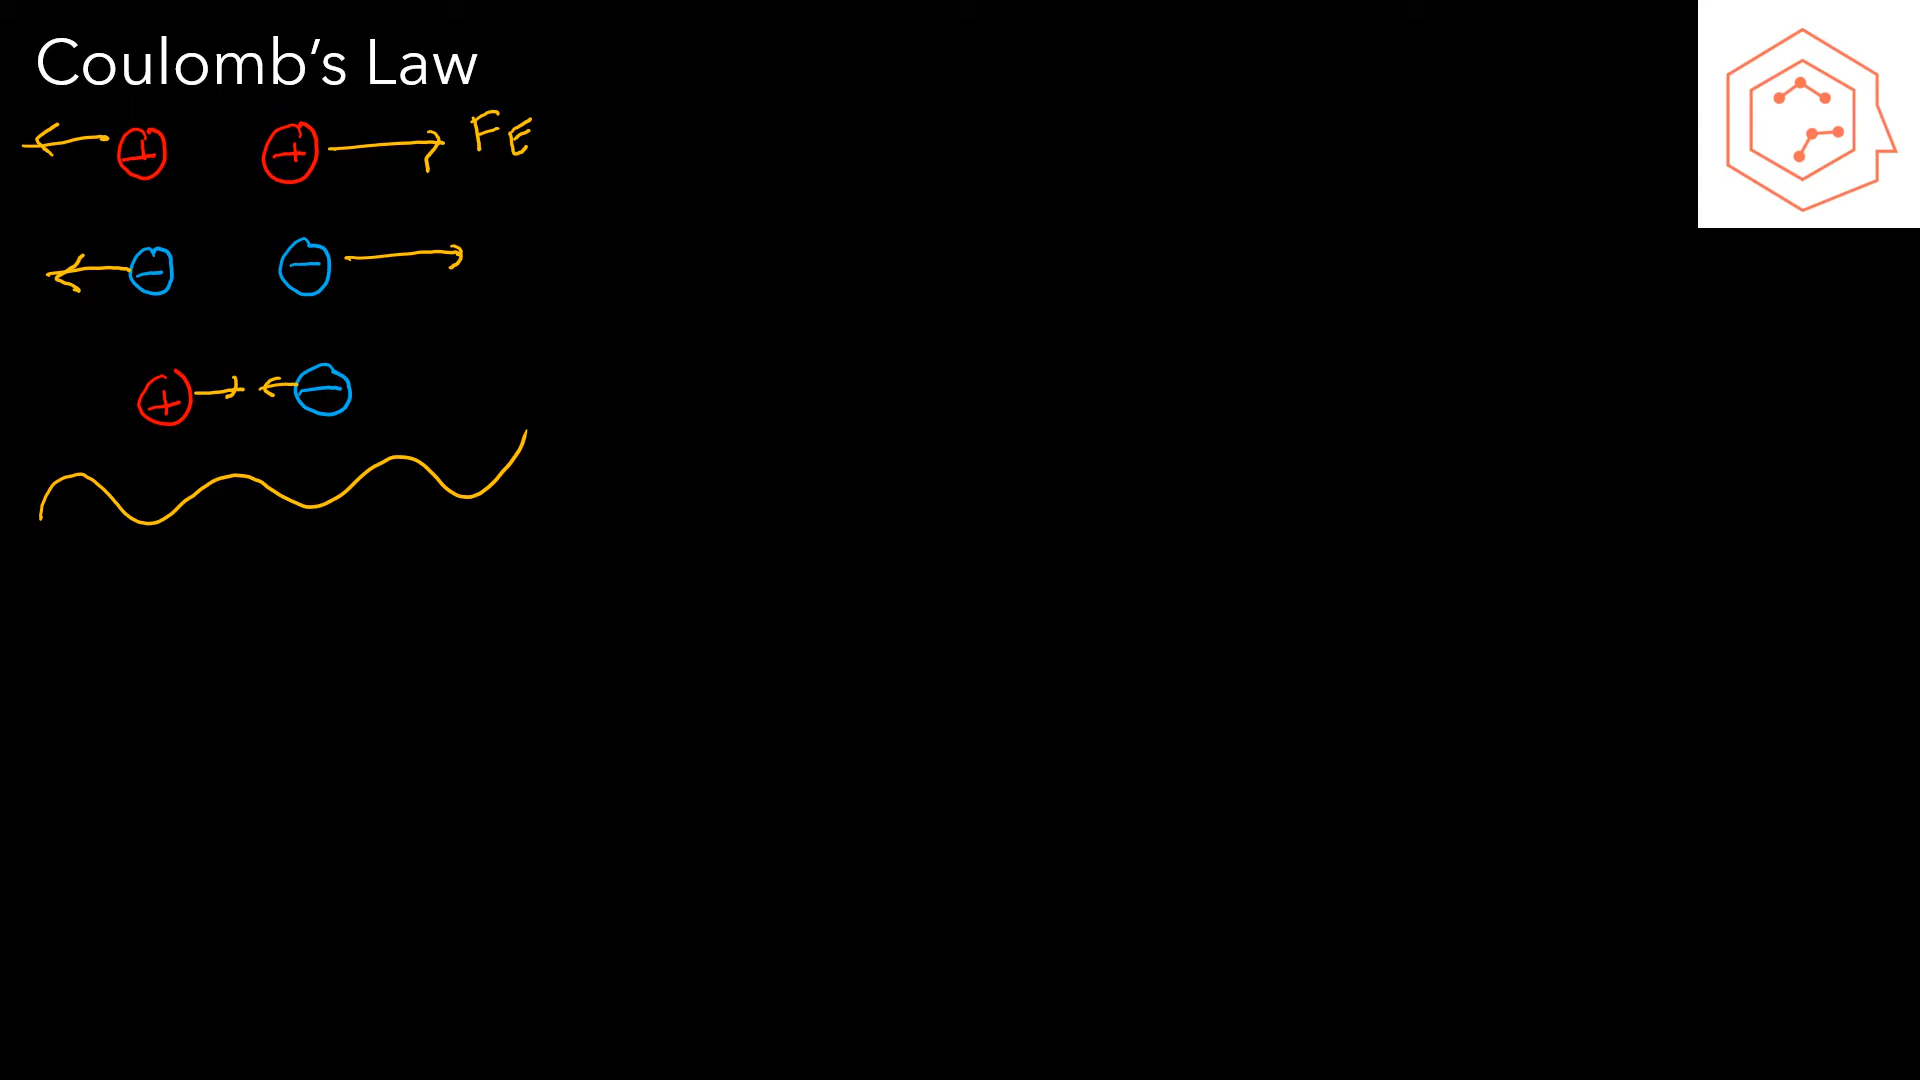 Coulomb’s Law
+ + FE
- -
+ -